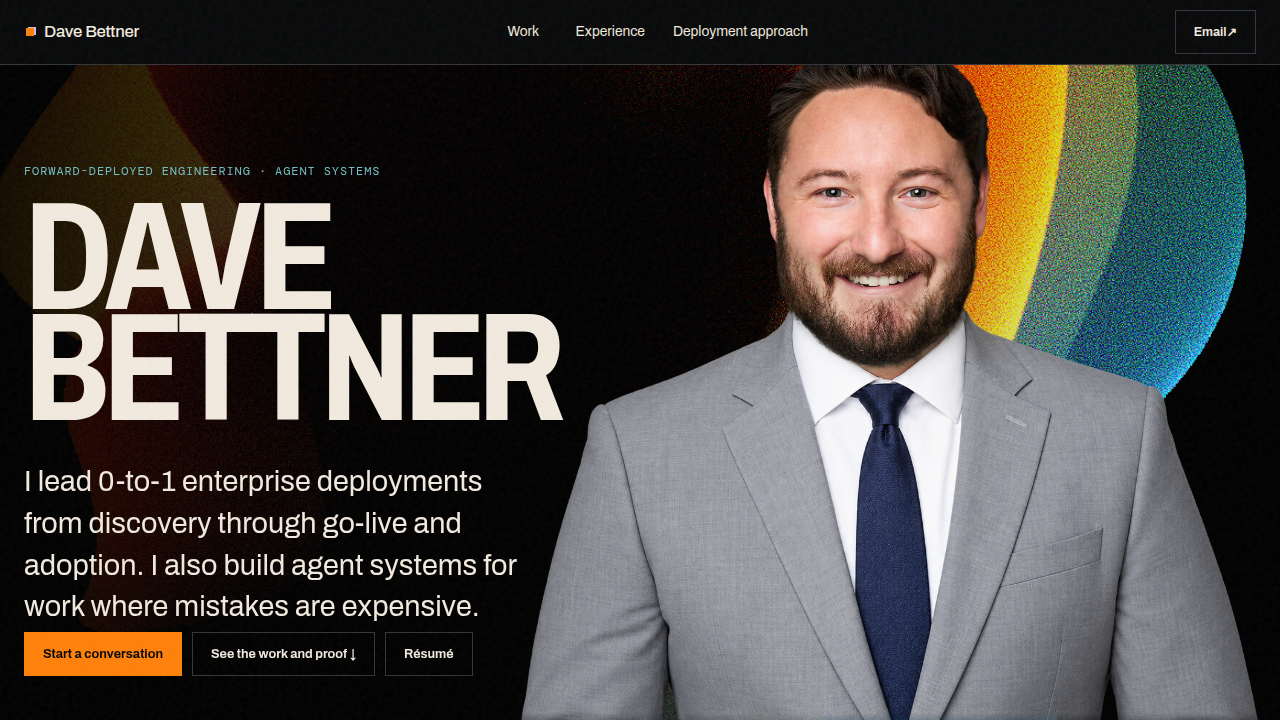 Dave Bettner
Work
Experience
Deployment approach
Email↗
FORWARD-DEPLOYED ENGINEERING · AGENT SYSTEMS
DAVE
BETTNER
I lead 0-to-1 enterprise deployments
from discovery through go-live and
adoption. I also build agent systems for
work where mistakes are expensive.
Start a conversation
See the work and proof ↓
Résumé